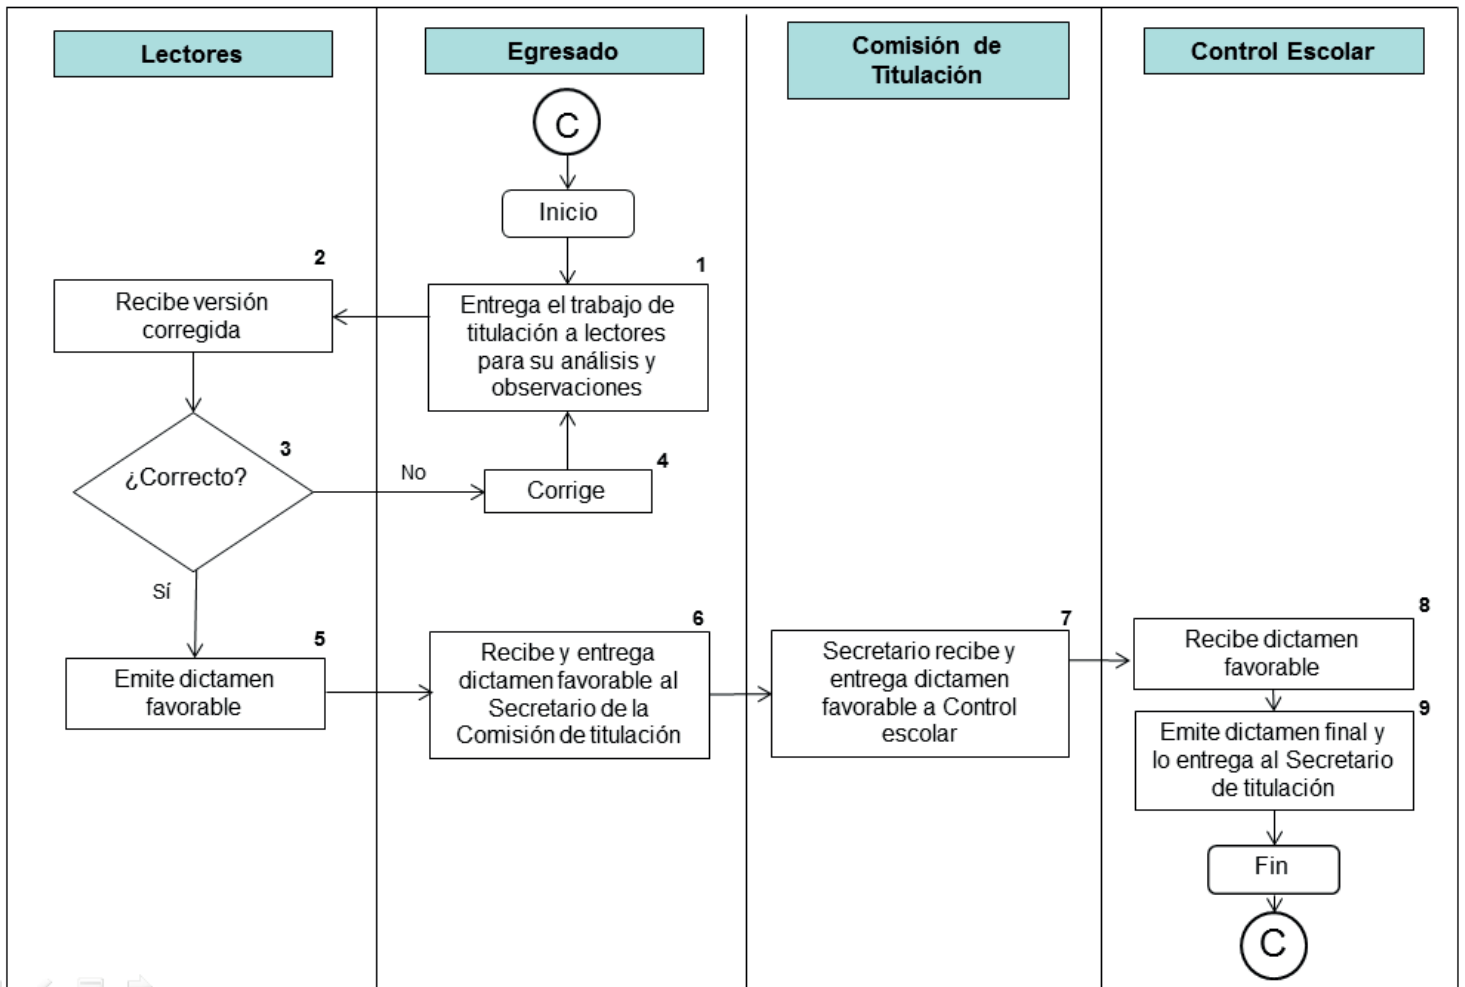 Lectores
Egresado
Comisión de
Titulación
Control Escolar
C
Inicio
1
Entrega el trabajo de
titulación a lectores
para su análisis y
observaciones
2
Recibe versión
corregida
3
¿Correcto?
No
4
Corrige
Sí
5
Emite dictamen
favorable
6
Recibe y entrega
dictamen favorable al
Secretario de la
Comisión de titulación
7
Secretario recibe y
entrega dictamen
favorable a Control
escolar
8
Recibe dictamen
favorable
9
Emite dictamen final y
lo entrega al Secretario
de titulación
Fin
C